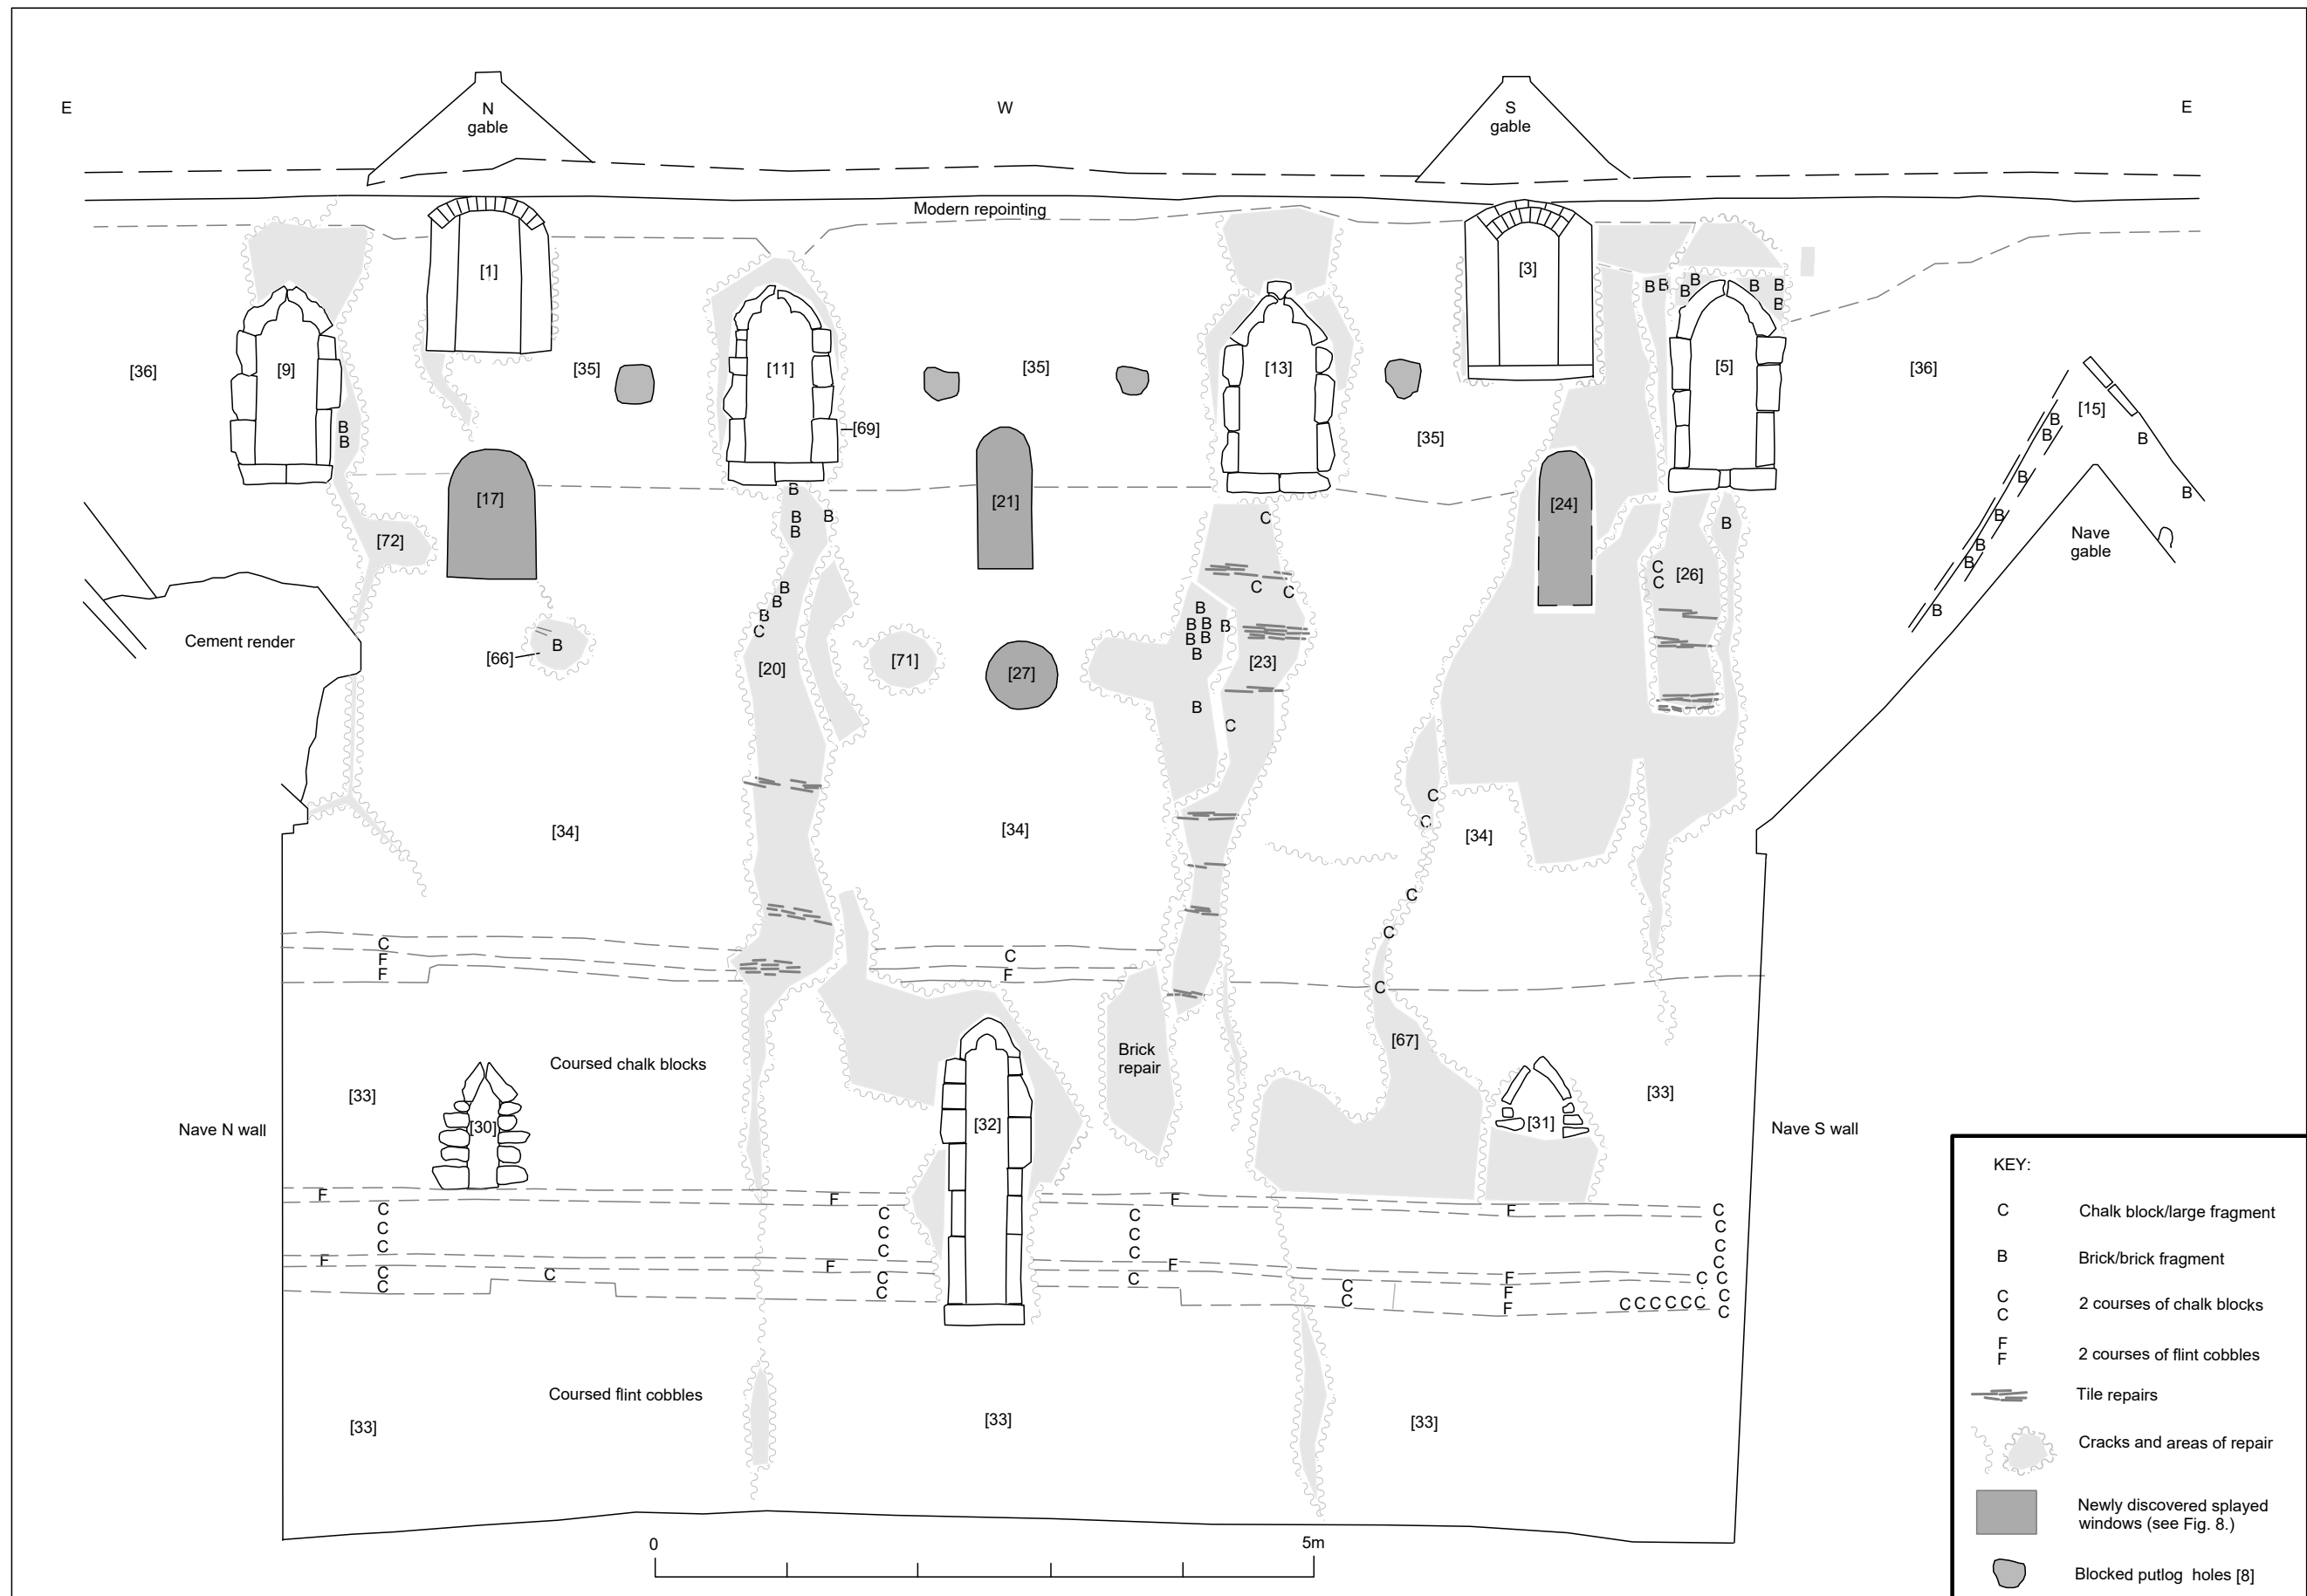 E
N
gable
W
S
gable
E
Modern repointing
[1]
[3]
B
B
B
B
B
B
B
[36]
[9]
[35]
[11]
[35]
[13]
[5]
[36]
[15]
B
B
[69]
[35]
B
B
B
B
B
B
B
B
B
B
[17]
[21]
[24]
B
B
B
B
C
B
[72]
Nave
gable
C
C
[26]
C
C
B
B
B
C
Cement render
[66]
B
[20]
[71]
[27]
B
B
B
B
B
B
B
[23]
B
C
C
C
[34]
[34]
[34]
C
C
C
C
F
F
C
F
[67]
Coursed chalk blocks
Brick
repair
[33]
[33]
Nave N wall
[30]
[32]
[31]
Nave S wall
F
F
F
F
C
C
C
C
C
C
C
C
C
C
C
C
C
F
F
F
F
F
F
C
C
C
C
C
C
C
C
C
C
C
C
C
CCCCCC
Coursed flint cobbles
[33]
[33]
[33]
0
5m
KEY:
C
Chalk block/large fragment
B
Brick/brick fragment
C
C
2 courses of chalk blocks
F
F
2 courses of flint cobbles
Tile repairs
Cracks and areas of repair
Newly discovered splayed
windows (see Fig. 8.)
Blocked putlog holes [8]